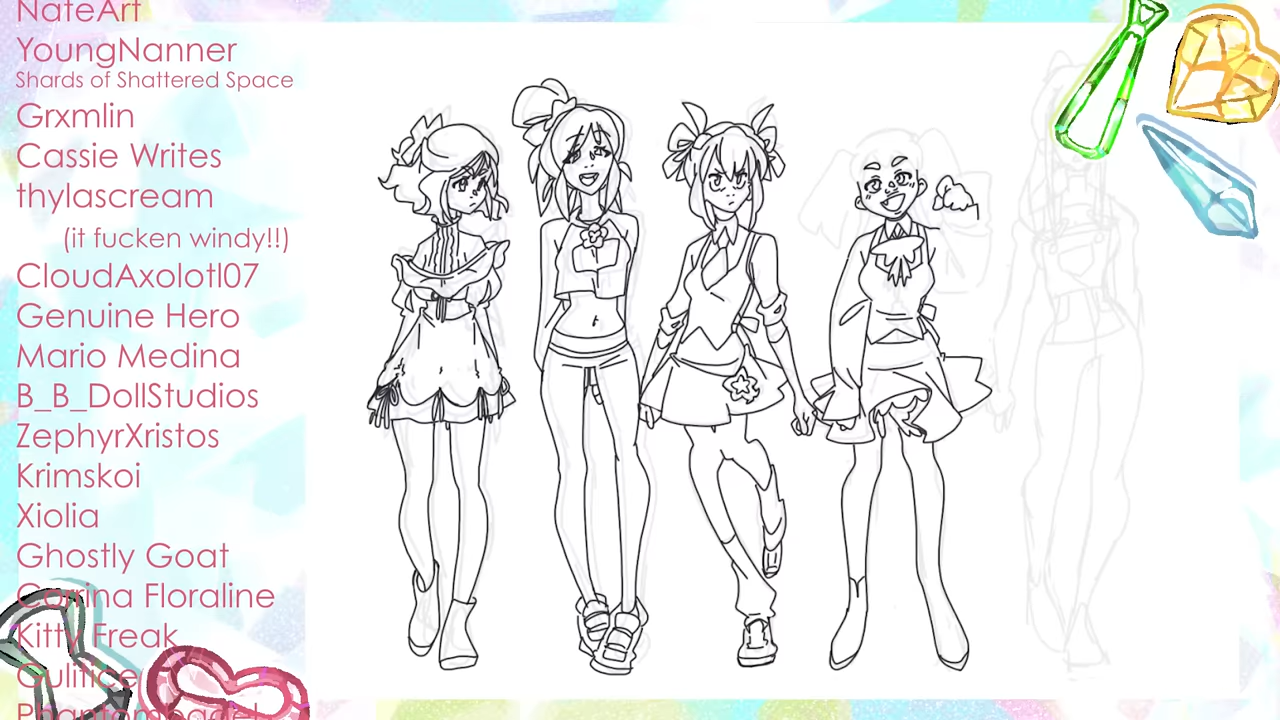 NateArt
YoungNanner
Shards of Shattered Space
Grxmlin
Cassie Writes
thylascream
(it fucken windy!!)
CloudAxolotl07
Genuine Hero
Mario Medina
B_B_DollStudios
ZephyrXristos
Krimskoi
Xiolia
Ghostly Goat
Corrina Floraline
Kitty Freak